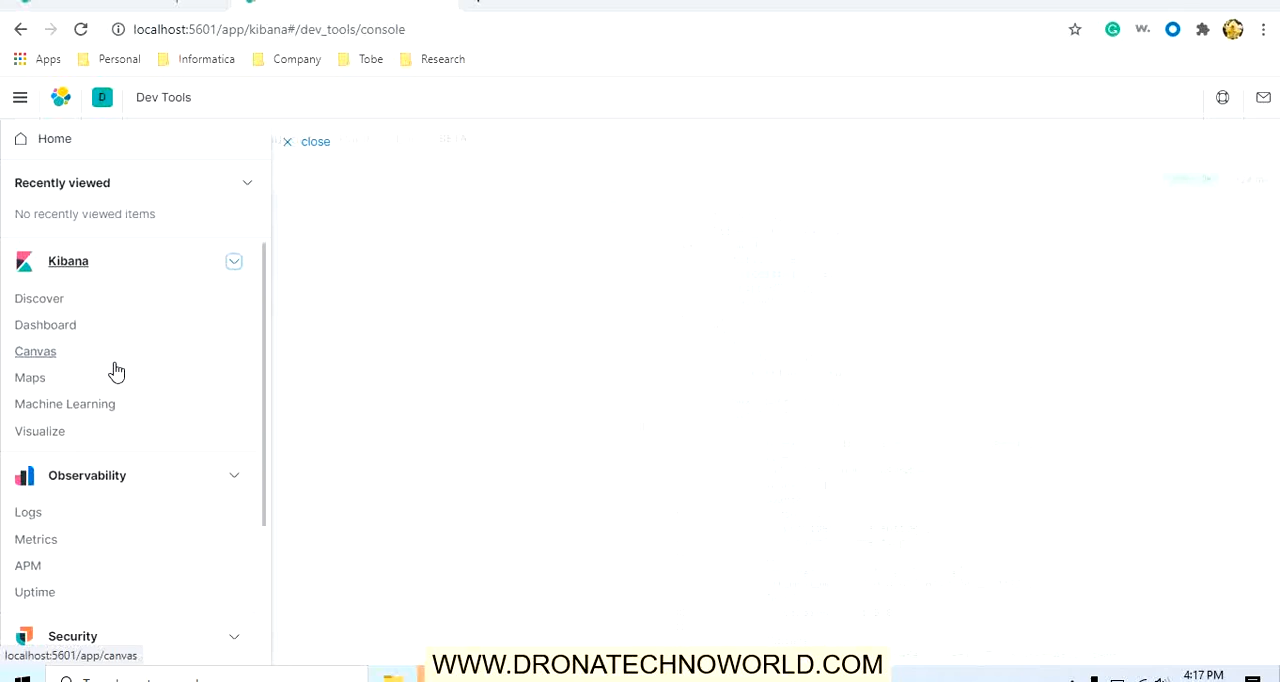 localhost:5601/app/kibana#/dev_tools/console
Apps Personal Informatica Company Tobe Research
D Dev Tools
Home
close
Recently viewed
No recently viewed items
Kibana
Discover
Dashboard
Canvas
Maps
Machine Learning
Visualize
Observability
Logs
Metrics
APM
Uptime
Security
localhost:5601/app/canvas
WWW.DRONATECHNOWORLD.COM
4:17 PM